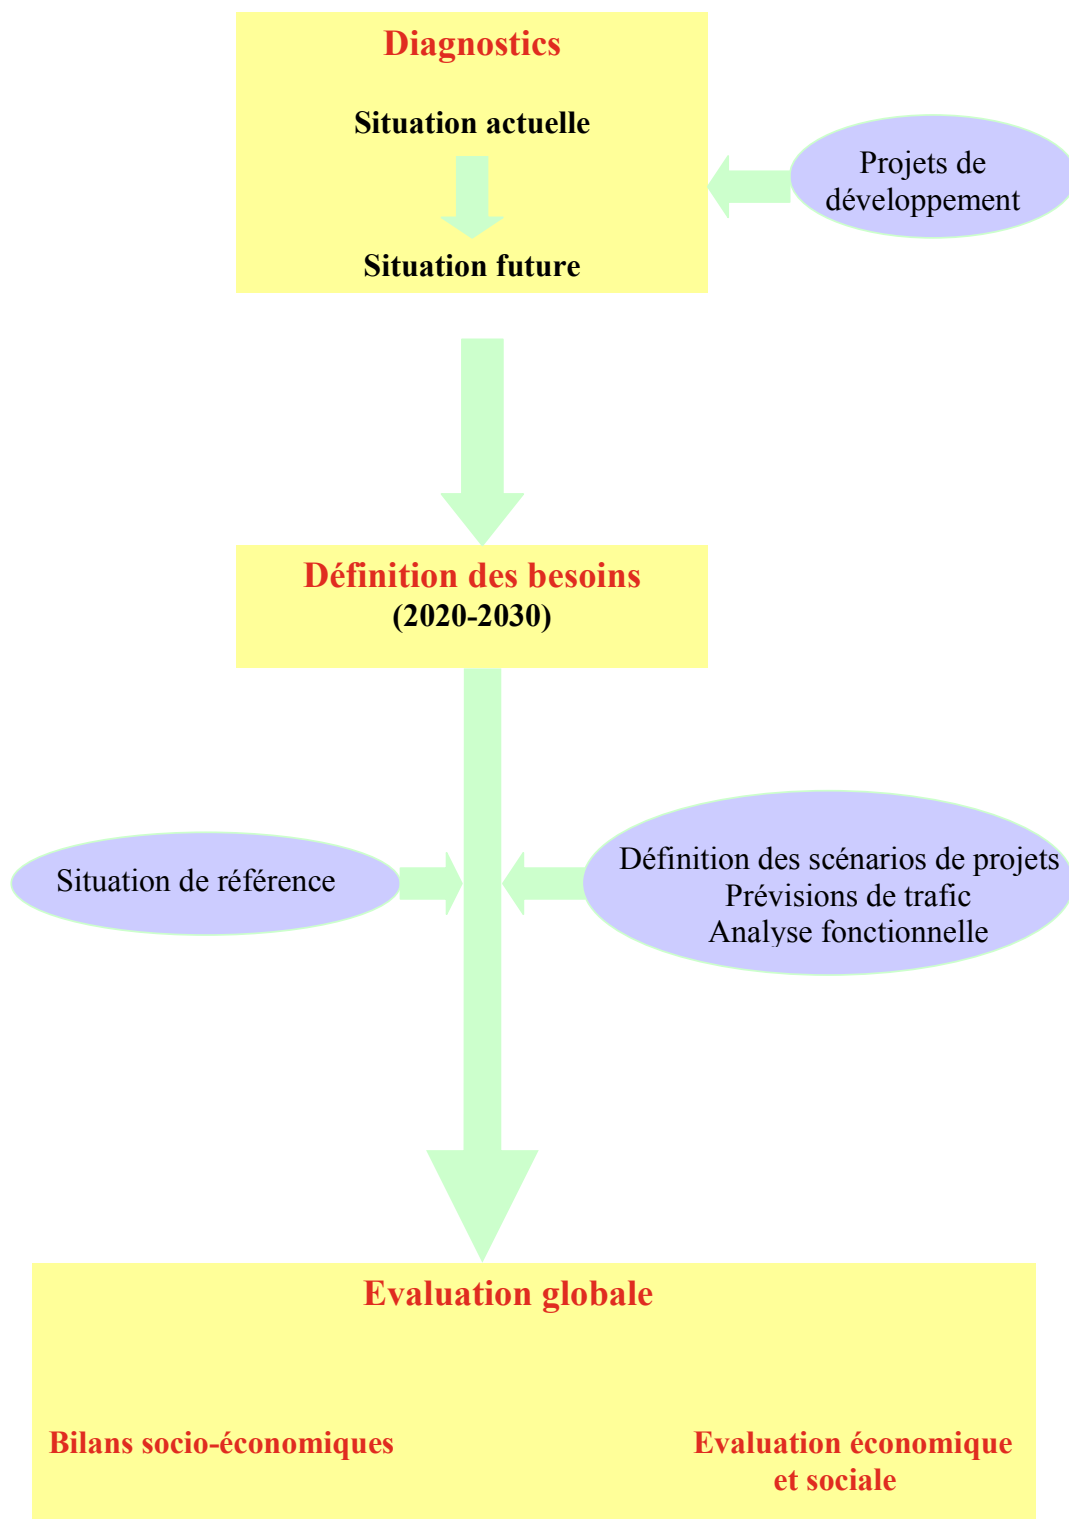 Diagnostics
Situation actuelle
Situation future
Projets de
développement
Définition des besoins
(2020-2030)
Situation de référence
Définition des scénarios de projets
Prévisions de trafic
Analyse fonctionnelle
Evaluation globale
Bilans socio-économiques
Evaluation économique
et sociale